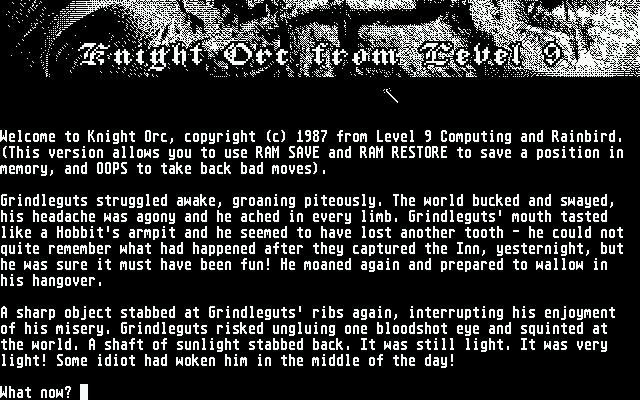 Knight Orc from Level 9
Welcome to Knight Orc, copyright (c) 1987 from Level 9 Computing and Rainbird.
(This version allows you to use RAM SAVE and RAM RESTORE to save a position in
memory, and OOPS to take back bad moves).
Grindleguts struggled awake, groaning piteously. The world bucked and swayed,
his headache was agony and he ached in every limb. Grindleguts' mouth tasted
like a Hobbit's armpit and he seemed to have lost another tooth - he could not
quite remember what had happened after they captured the Inn, yesternight, but
he was sure it must have been fun! He moaned again and prepared to wallow in
his hangover.
A sharp object stabbed at Grindleguts' ribs again, interrupting his enjoyment
of his misery. Grindleguts risked ungluing one bloodshot eye and squinted at
the world. A shaft of sunlight stabbed back. It was still light. It was very
light! Some idiot had woken him in the middle of the day!
What now?